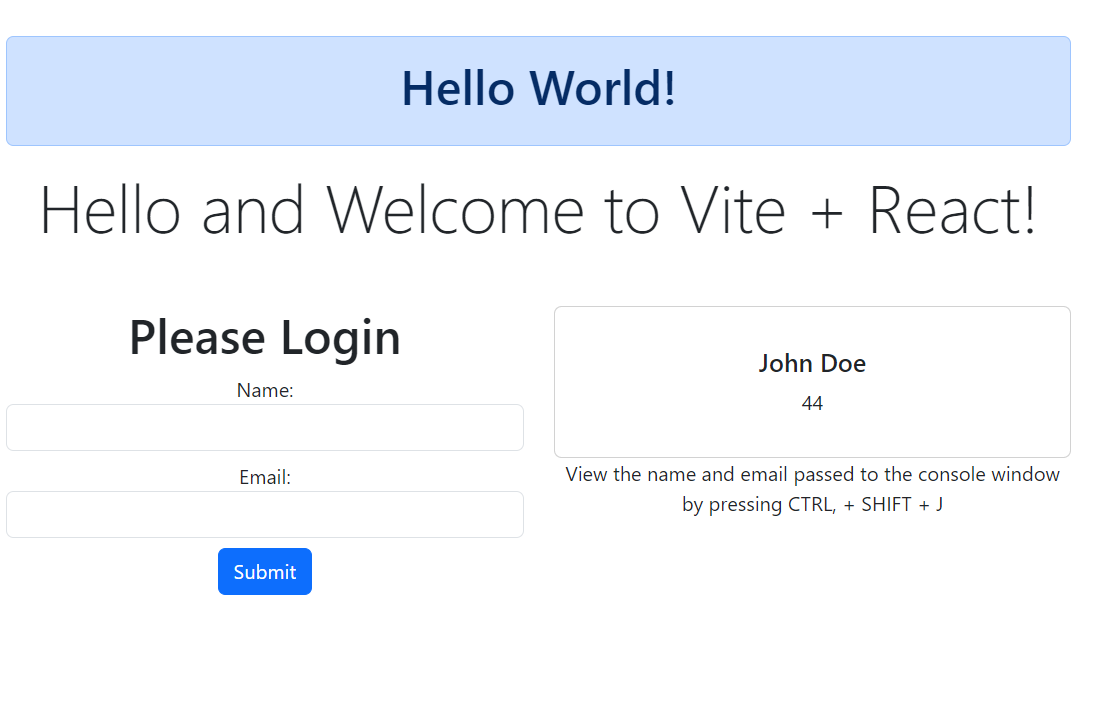 Hello World!
Hello and Welcome to Vite + React!
Please Login
Name:
Email:
Submit
John Doe
44
View the name and email passed to the console window
by pressing CTRL, + SHIFT + J